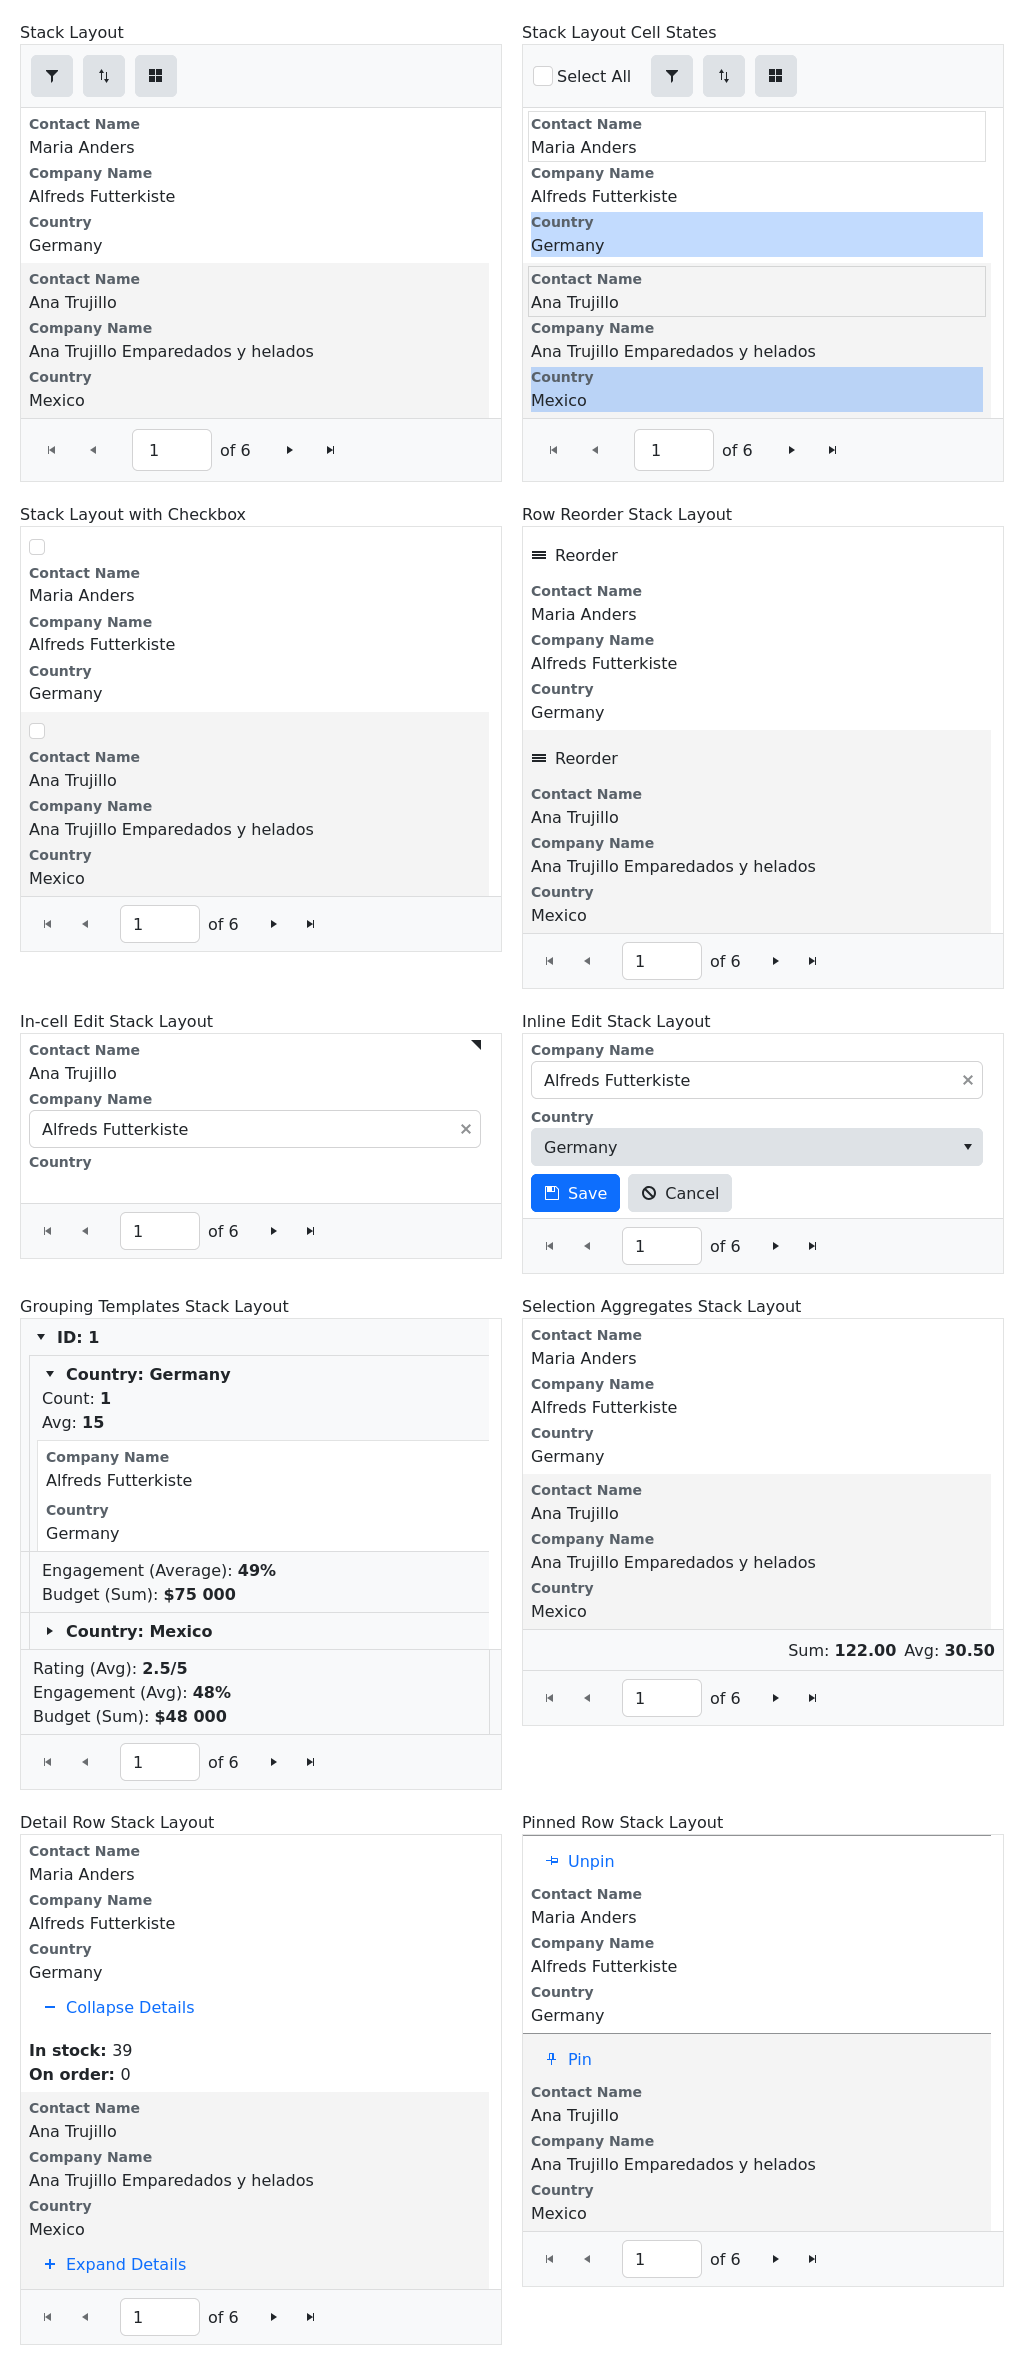 Stack Layout
Contact Name
Maria Anders
Company Name
Alfreds Futterkiste
Country
Germany
Contact Name
Ana Trujillo
Company Name
Ana Trujillo Emparedados y helados
Country
Mexico
1 of 6
Stack Layout Cell States
Select All
Contact Name
Maria Anders
Company Name
Alfreds Futterkiste
Country
Germany
Contact Name
Ana Trujillo
Company Name
Ana Trujillo Emparedados y helados
Country
Mexico
1 of 6
Stack Layout with Checkbox
Contact Name
Maria Anders
Company Name
Alfreds Futterkiste
Country
Germany
Contact Name
Ana Trujillo
Company Name
Ana Trujillo Emparedados y helados
Country
Mexico
1 of 6
Row Reorder Stack Layout
Reorder
Contact Name
Maria Anders
Company Name
Alfreds Futterkiste
Country
Germany
Reorder
Contact Name
Ana Trujillo
Company Name
Ana Trujillo Emparedados y helados
Country
Mexico
1 of 6
In-cell Edit Stack Layout
Contact Name
Ana Trujillo
Company Name
Alfreds Futterkiste
Country
1 of 6
Inline Edit Stack Layout
Company Name
Alfreds Futterkiste
Country
Germany
Save Cancel
1 of 6
Grouping Templates Stack Layout
ID: 1
Country: Germany
Count: 1
Avg: 15
Company Name
Alfreds Futterkiste
Country
Germany
Engagement (Average): 49%
Budget (Sum): $75 000
Country: Mexico
Rating (Avg): 2.5/5
Engagement (Avg): 48%
Budget (Sum): $48 000
1 of 6
Selection Aggregates Stack Layout
Contact Name
Maria Anders
Company Name
Alfreds Futterkiste
Country
Germany
Contact Name
Ana Trujillo
Company Name
Ana Trujillo Emparedados y helados
Country
Mexico
Sum: 122.00 Avg: 30.50
1 of 6
Detail Row Stack Layout
Contact Name
Maria Anders
Company Name
Alfreds Futterkiste
Country
Germany
Collapse Details
In stock: 39
On order: 0
Contact Name
Ana Trujillo
Company Name
Ana Trujillo Emparedados y helados
Country
Mexico
Expand Details
1 of 6
Pinned Row Stack Layout
Unpin
Contact Name
Maria Anders
Company Name
Alfreds Futterkiste
Country
Germany
Pin
Contact Name
Ana Trujillo
Company Name
Ana Trujillo Emparedados y helados
Country
Mexico
1 of 6